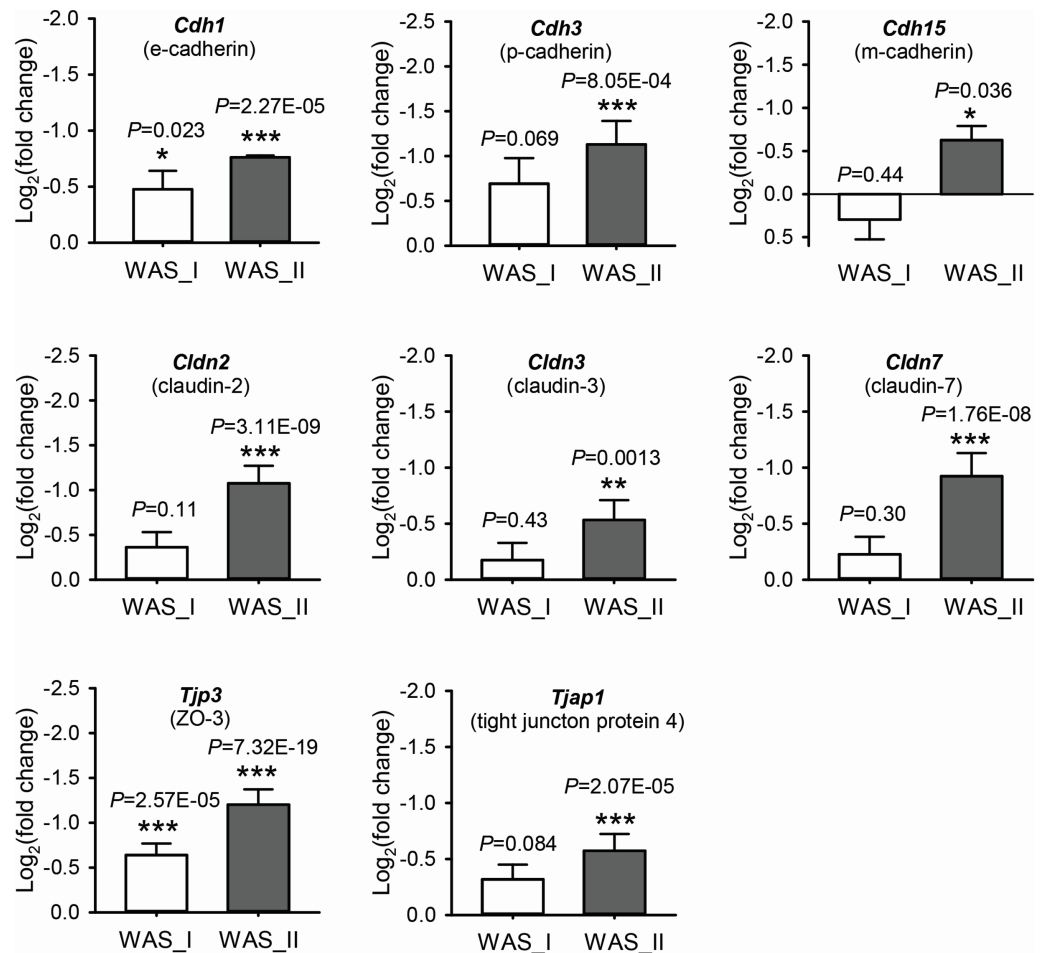 Cdh1
(e-cadherin)
Log2(fold change)
-2.0
-1.5
-1.0
-0.5
0.0
P=0.023
*
P=2.27E-05
***
WAS_I
WAS_II
Cdh3
(p-cadherin)
Log2(fold change)
-2.5
-2.0
-1.5
-1.0
-0.5
0.0
P=0.069
P=8.05E-04
***
WAS_I
WAS_II
Cdh15
(m-cadherin)
Log2(fold change)
-2.0
-1.5
-1.0
-0.5
0.0
0.5
P=0.44
P=0.036
*
WAS_I
WAS_II
Cldn2
(claudin-2)
Log2(fold change)
-2.5
-2.0
-1.5
-1.0
-0.5
0.0
P=0.11
P=3.11E-09
***
WAS_I
WAS_II
Cldn3
(claudin-3)
Log2(fold change)
-2.0
-1.5
-1.0
-0.5
0.0
P=0.43
P=0.0013
**
WAS_I
WAS_II
Cldn7
(claudin-7)
Log2(fold change)
-2.0
-1.5
-1.0
-0.5
0.0
P=0.30
P=1.76E-08
***
WAS_I
WAS_II
Tjp3
(ZO-3)
Log2(fold change)
-2.5
-2.0
-1.5
-1.0
-0.5
0.0
P=2.57E-05
***
P=7.32E-19
***
WAS_I
WAS_II
Tjap1
(tight juncton protein 4)
Log2(fold change)
-2.0
-1.5
-1.0
-0.5
0.0
P=0.084
P=2.07E-05
***
WAS_I
WAS_II